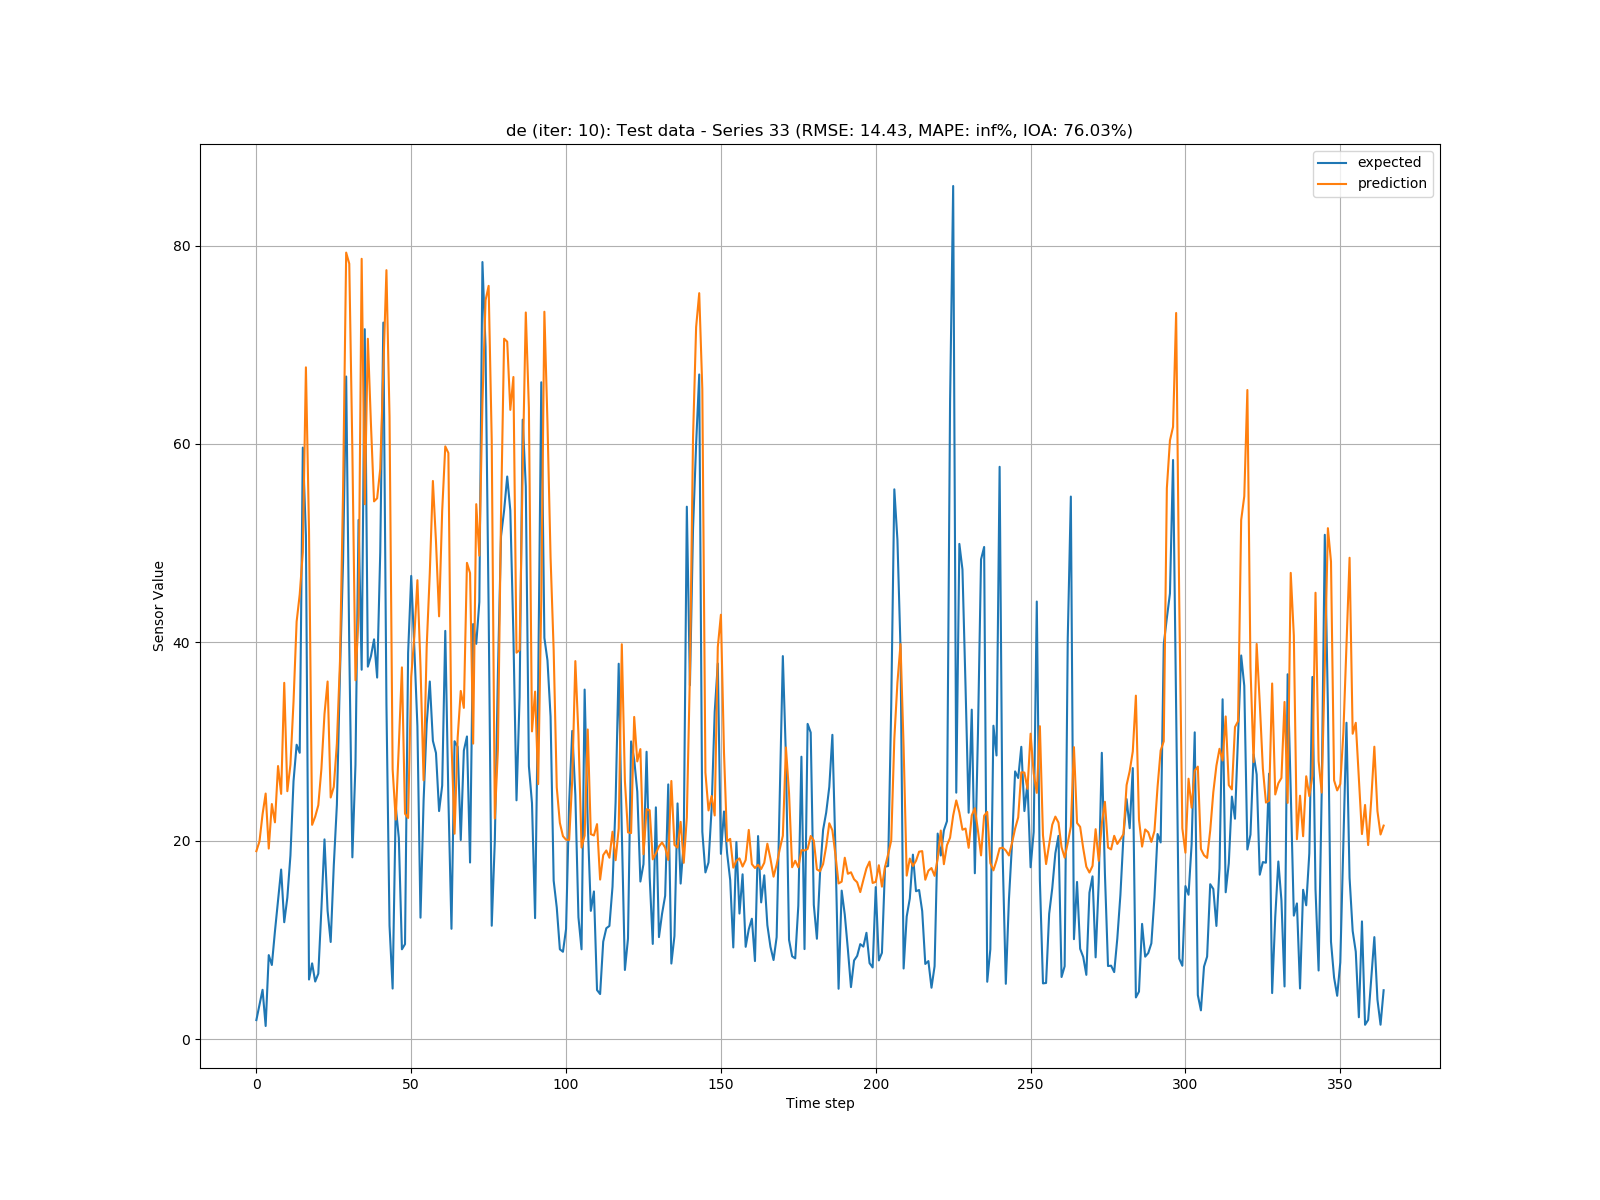 de (iter: 10): Test data - Series 33 (RMSE: 14.43, MAPE: inf%, IOA: 76.03%)
expected
prediction
80
60
40
20
0
Sensor Value
0 50 100 150 200 250 300 350
Time step